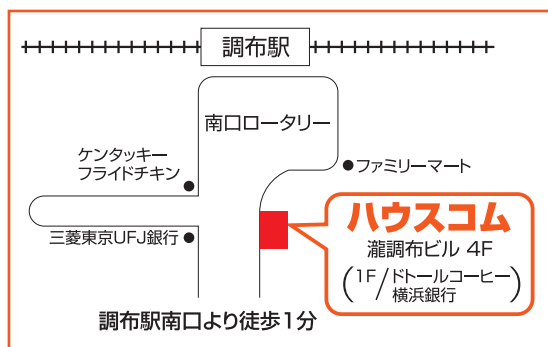 調布駅
南口ロータリー
ケンタッキー
フライドチキン
ファミリーマート
三菱東京UFJ銀行
ハウスコム
瀧調布ビル 4F
(1F/ドトールコーヒー
横浜銀行)
調布駅南口より徒歩1分